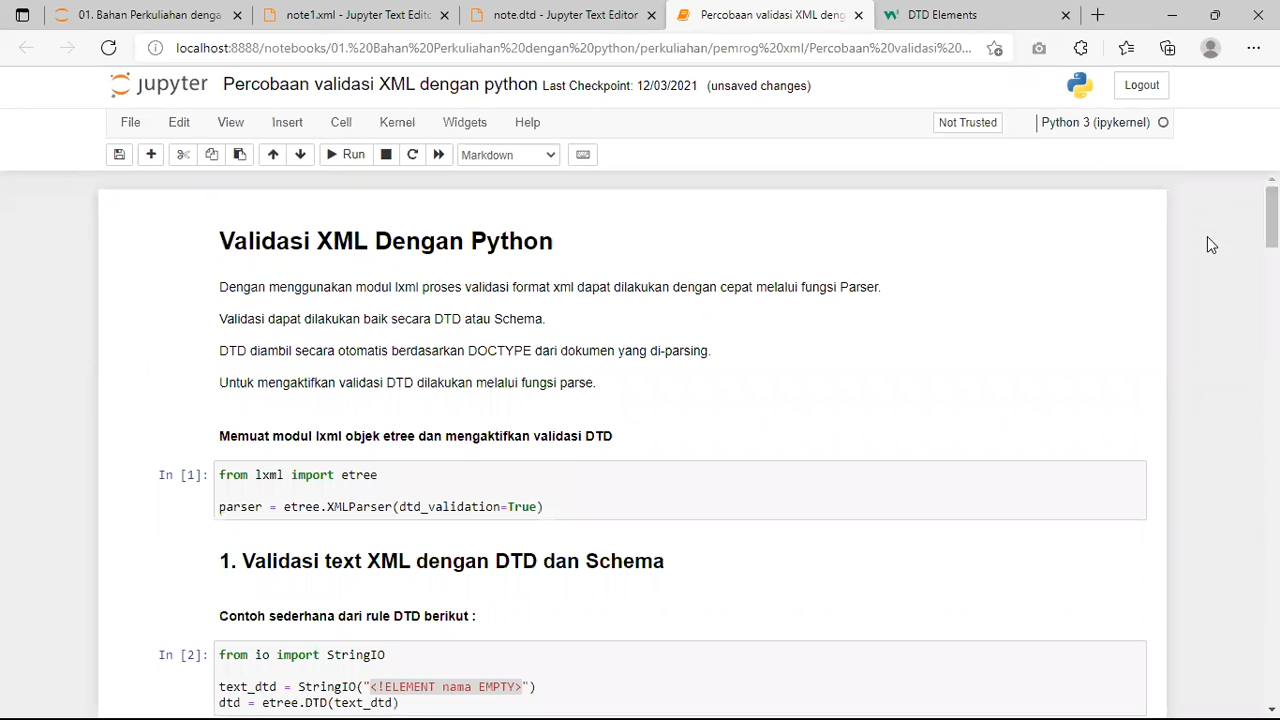 01. Bahan Perkuliahan denga
note1.xml - Jupyter Text Editor
note.dtd - Jupyter Text Editor
Percobaan validasi XML deng
DTD Elements
localhost:8888/notebooks/01.%20Bahan%20Perkuliahan%20dengan%20python/perkuliahan/pemrog%20xml/Percobaan%20validasi%20...
jupyter Percobaan validasi XML dengan python Last Checkpoint: 12/03/2021 (unsaved changes) Logout
File Edit View Insert Cell Kernel Widgets Help Not Trusted Python 3 (ipykernel)
Run Markdown
Validasi XML Dengan Python
Dengan menggunakan modul lxml proses validasi format xml dapat dilakukan dengan cepat melalui fungsi Parser.
Validasi dapat dilakukan baik secara DTD atau Schema.
DTD diambil secara otomatis berdasarkan DOCTYPE dari dokumen yang di-parsing.
Untuk mengaktifkan validasi DTD dilakukan melalui fungsi parse.
Memuat modul lxml objek etree dan mengaktifkan validasi DTD
In [1]: from lxml import etree
parser = etree.XMLParser(dtd_validation=True)
1. Validasi text XML dengan DTD dan Schema
Contoh sederhana dari rule DTD berikut :
In [2]: from io import StringIO
text_dtd = StringIO("<!ELEMENT nama EMPTY>")
dtd = etree.DTD(text_dtd)